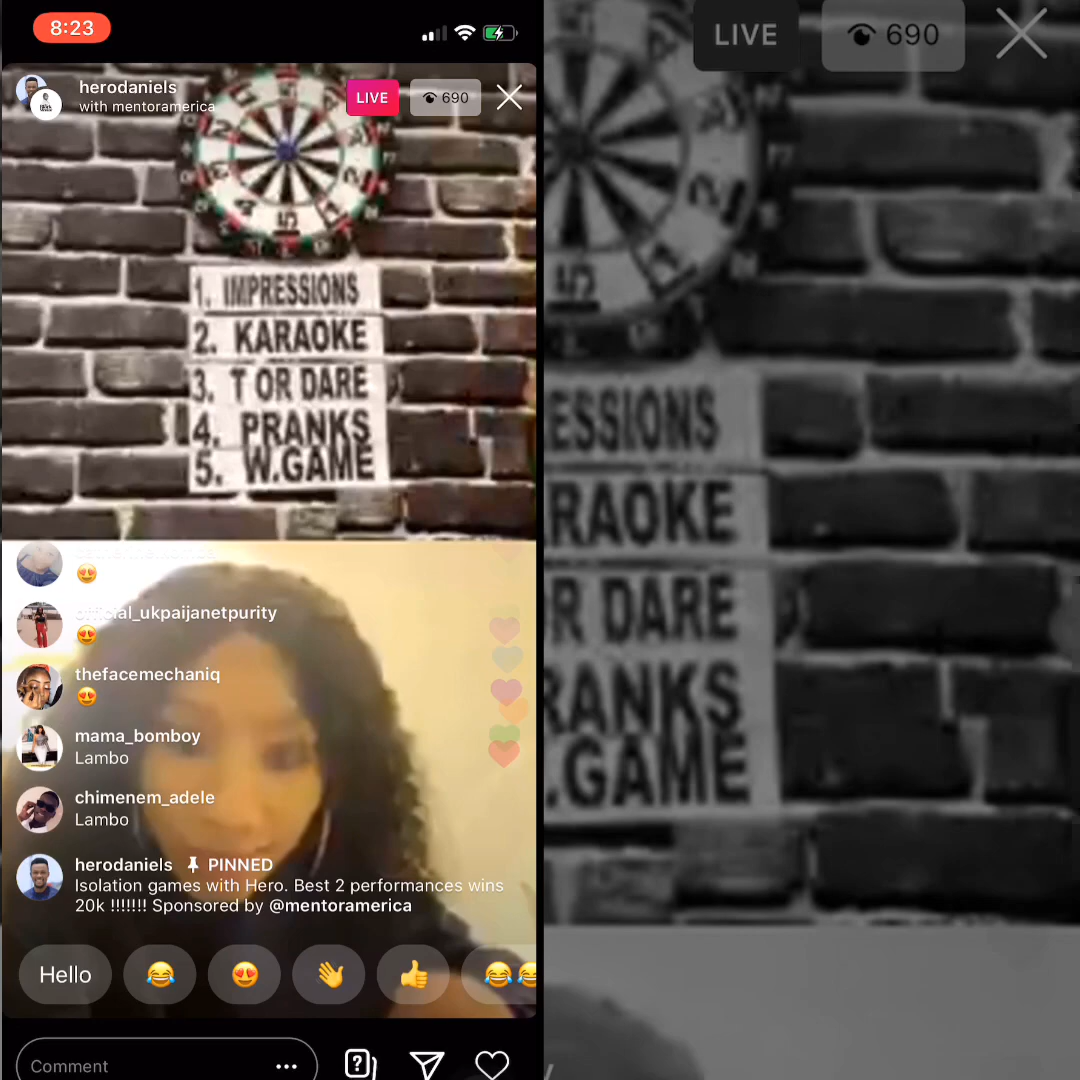 8:23
herodaniels
with mentoramerica
LIVE
690
1. IMPRESSIONS
2. KARAOKE
3. T OR DARE
4. PRANKS
5. W.GAME
official_ukpaijanetpurity
thefacemechaniq
mama_bomboy
Lambo
chimenem_adele
Lambo
herodaniels PINNED
Isolation games with Hero. Best 2 performances wins
20k !!!!!!! Sponsored by @mentoramerica
Hello
Comment
LIVE
690
ESSIONS
RAOKE
R DARE
RANKS
.GAME